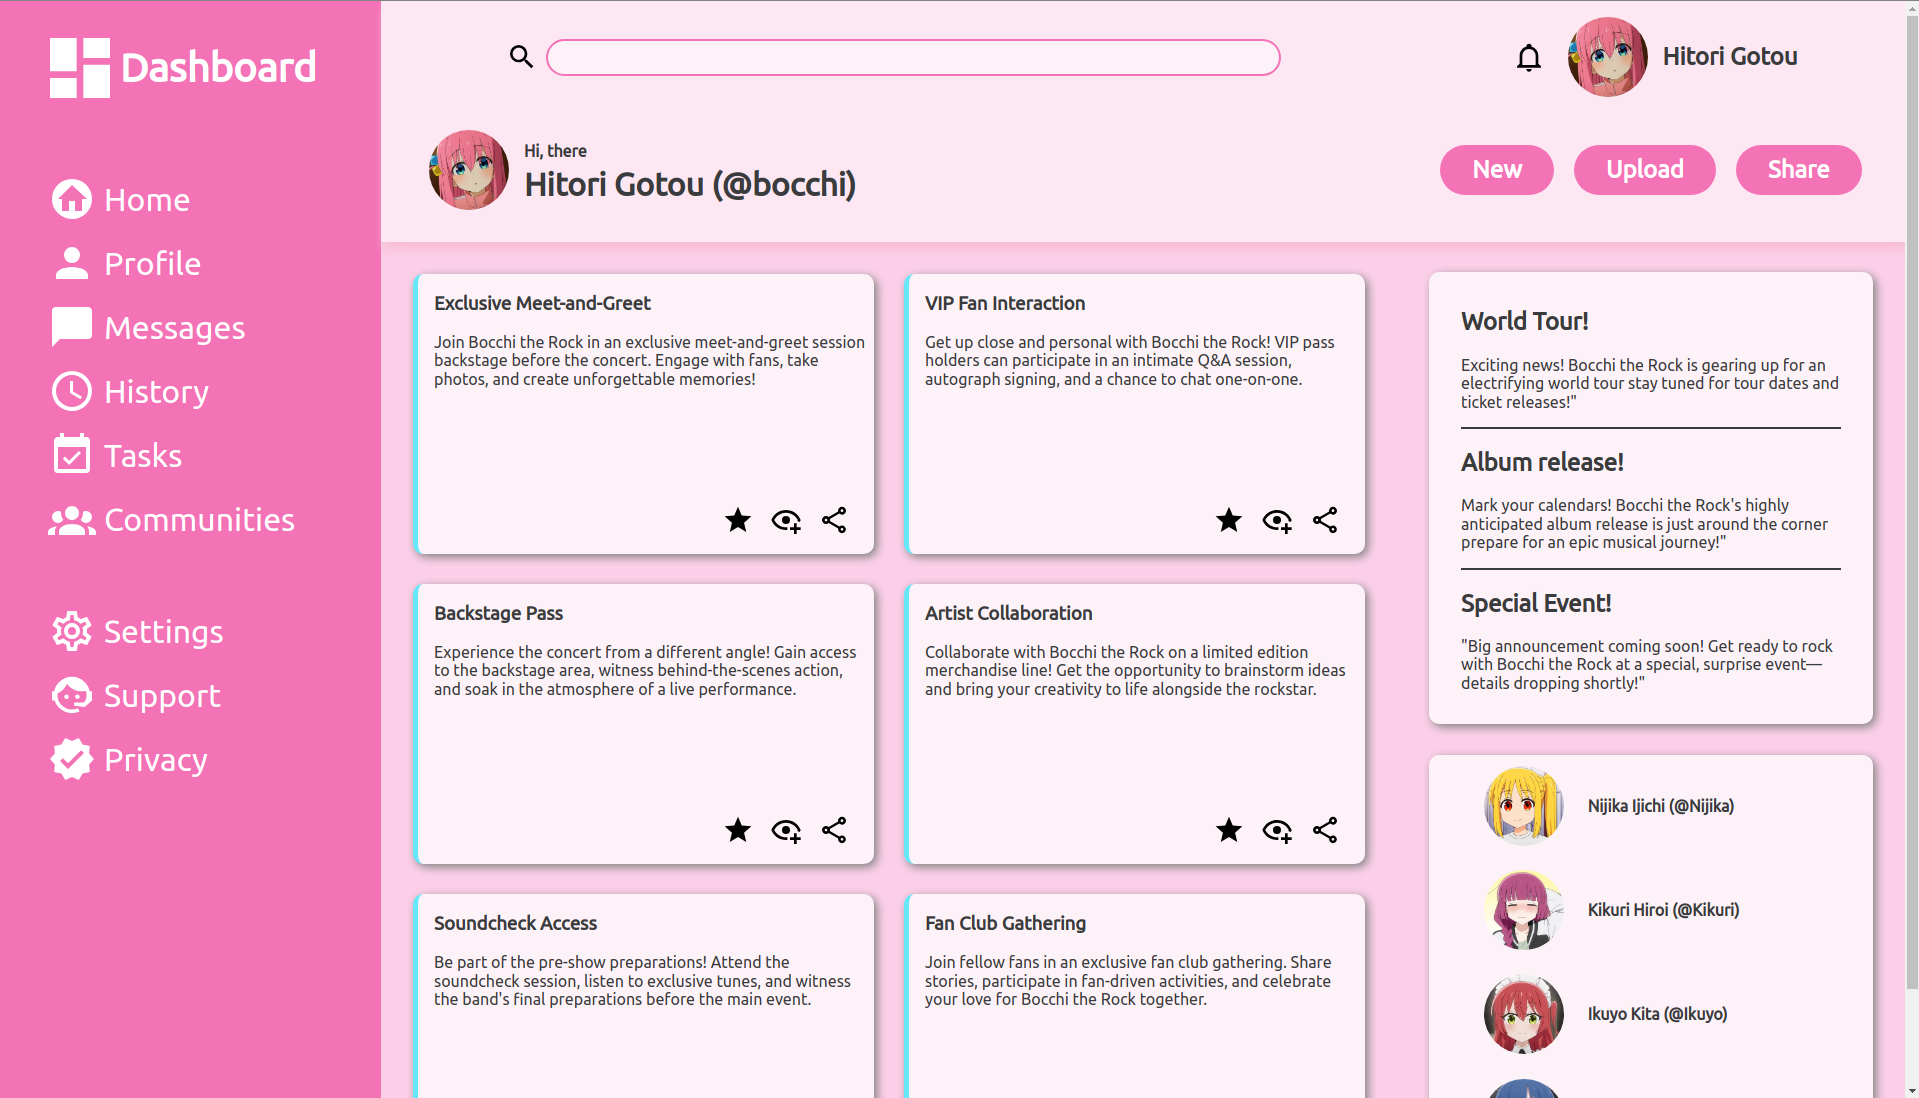 Dashboard
Home
Profile
Messages
History
Tasks
Communities
Settings
Support
Privacy
Hitori Gotou
Hi, there
Hitori Gotou (@bocchi)
New
Upload
Share
Exclusive Meet-and-Greet
Join Bocchi the Rock in an exclusive meet-and-greet session
backstage before the concert. Engage with fans, take
photos, and create unforgettable memories!
VIP Fan Interaction
Get up close and personal with Bocchi the Rock! VIP pass
holders can participate in an intimate Q&A session,
autograph signing, and a chance to chat one-on-one.
Backstage Pass
Experience the concert from a different angle! Gain access
to the backstage area, witness behind-the-scenes action,
and soak in the atmosphere of a live performance.
Artist Collaboration
Collaborate with Bocchi the Rock on a limited edition
merchandise line! Get the opportunity to brainstorm ideas
and bring your creativity to life alongside the rockstar.
Soundcheck Access
Be part of the pre-show preparations! Attend the
soundcheck session, listen to exclusive tunes, and witness
the band's final preparations before the main event.
Fan Club Gathering
Join fellow fans in an exclusive fan club gathering. Share
stories, participate in fan-driven activities, and celebrate
your love for Bocchi the Rock together.
World Tour!
Exciting news! Bocchi the Rock is gearing up for an
electrifying world tour stay tuned for tour dates and
ticket releases!"
Album release!
Mark your calendars! Bocchi the Rock's highly
anticipated album release is just around the corner
prepare for an epic musical journey!"
Special Event!
"Big announcement coming soon! Get ready to rock
with Bocchi the Rock at a special, surprise event—
details dropping shortly!"
Nijika Ijichi (@Nijika)
Kikuri Hiroi (@Kikuri)
Ikuyo Kita (@Ikuyo)